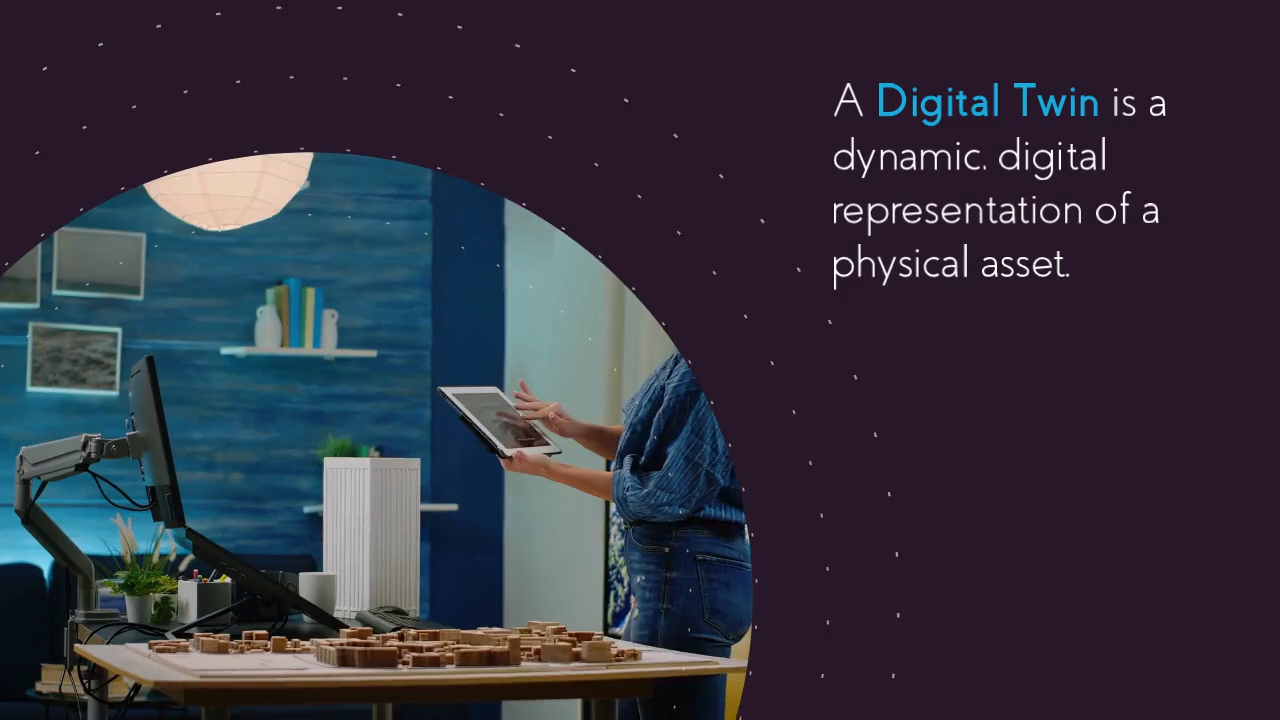 A Digital Twin is a
dynamic. digital
representation of a
physical asset.